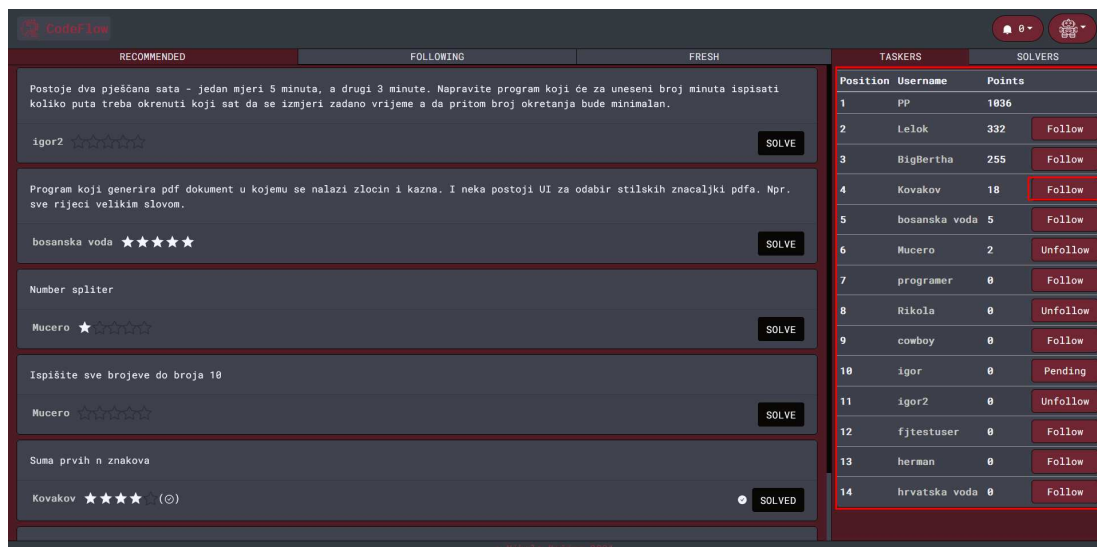 CodeFlow
0
RECOMMENDED FOLLOWING FRESH
TASKERS SOLVERS
Postoje dva pješčana sata - jedan mjeri 5 minuta, a drugi 3 minute. Napravite program koji će za uneseni broj minuta ispisati
koliko puta treba okrenuti koji sat da se izmjeri zadano vrijeme a da pritom broj okretanja bude minimalan.
igor2
SOLVE
Program koji generira pdf dokument u kojemu se nalazi zlocin i kazna. I neka postoji UI za odabir stilskih znacaljki pdfa. Npr.
sve rijeci velikim slovom.
bosanska voda
SOLVE
Number spliter
Mucero
SOLVE
Ispišite sve brojeve do broja 10
Mucero
SOLVE
Suma prvih n znakova
Kovakov
SOLVED
Position Username Points
1 PP 1036
2 Lelok 332 Follow
3 BigBertha 255 Follow
4 Kovakov 18 Follow
5 bosanska voda 5 Follow
6 Mucero 2 Unfollow
7 programer 0 Follow
8 Rikola 0 Unfollow
9 cowboy 0 Follow
10 igor 0 Pending
11 igor2 0 Unfollow
12 fjtestuser 0 Follow
13 herman 0 Follow
14 hrvatska voda 0 Follow